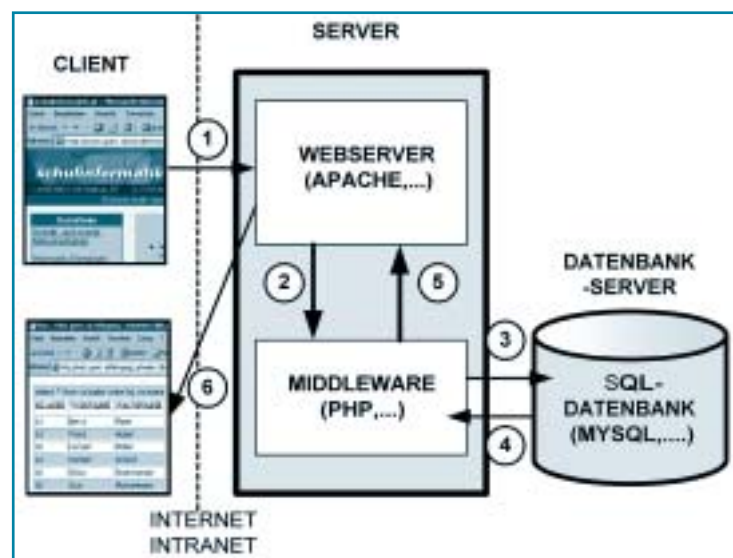 SERVER
CLIENT
1
schulinformatik
WEBSERVER
(APACHE,...)
2
5
DATENBANK
-SERVER
3
MIDDLEWARE
(PHP,...)
6
SQL-
DATENBANK
(MYSQL,....)
4
INTERNET
INTRANET